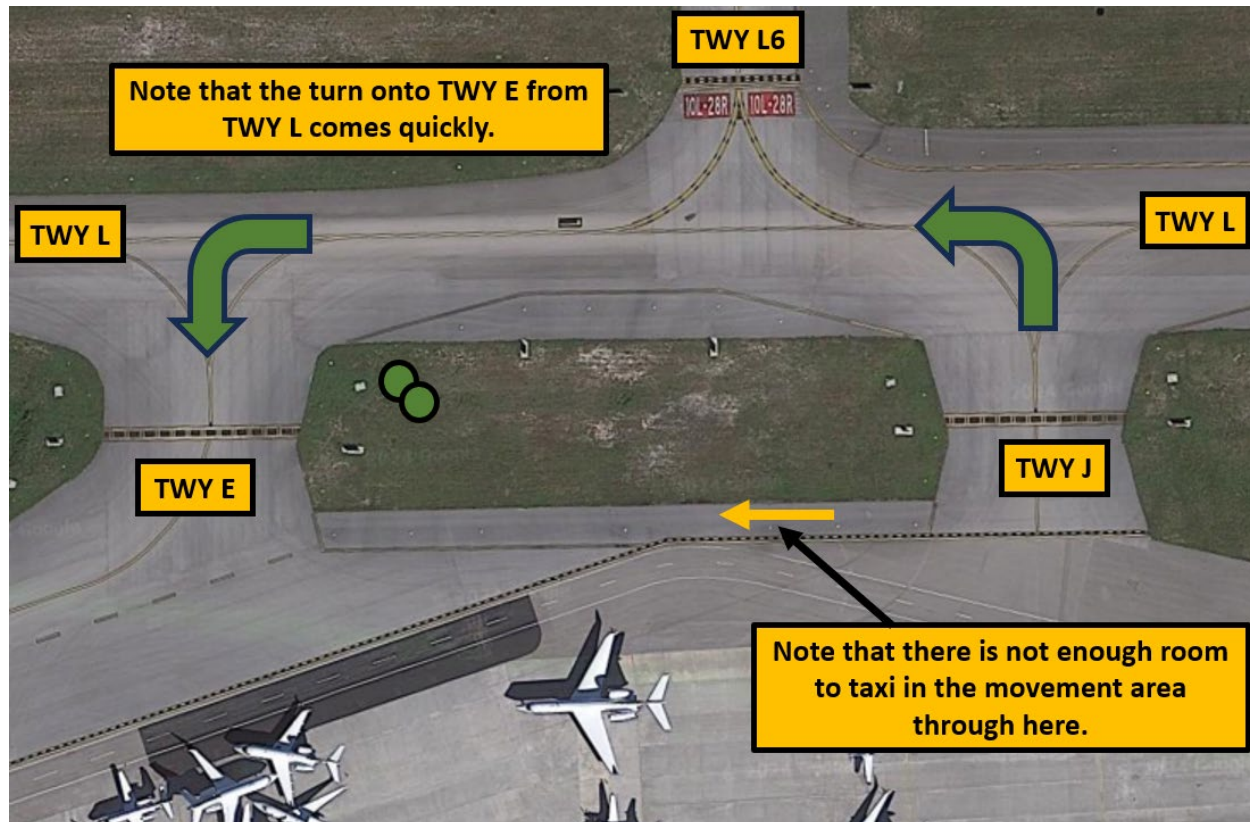 TWY L6
Note that the turn onto TWY E from
TWY L comes quickly.
10L-28R 10L-28R
TWY L
TWY L
TWY E
TWY J
Note that there is not enough room
to taxi in the movement area
through here.